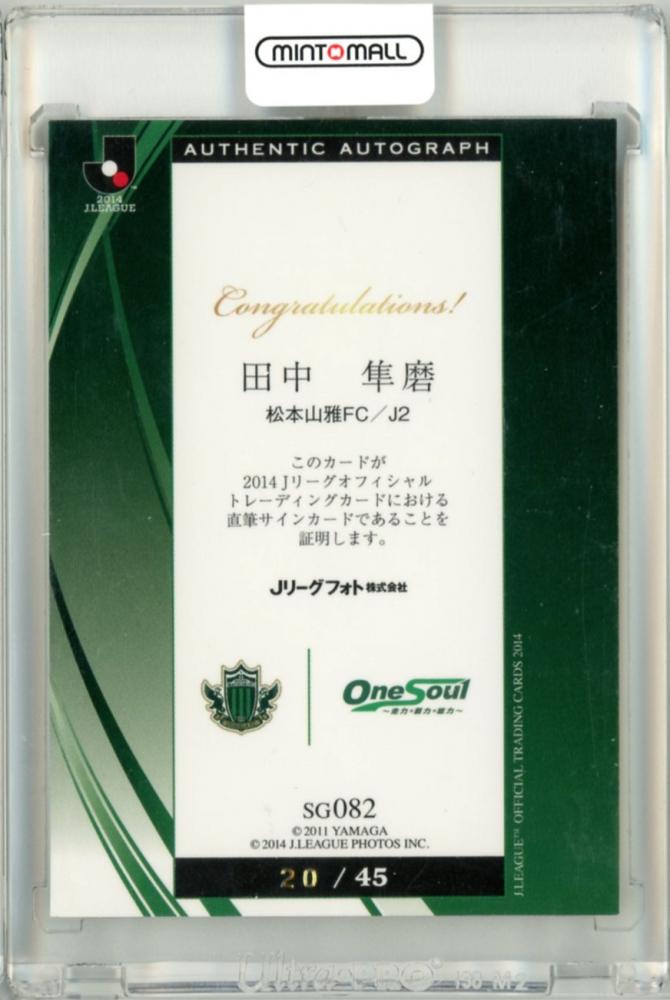 MINTOMALL
AUTHENTIC AUTOGRAPH
2014
J.LEAGUE
Congratulations!
田中 隼磨
松本山雅FC／J2
このカードが
2014 Jリーグオフィシャル
トレーディングカードにおける
直筆サインカードであることを
証明します。
Jリーグフォト株式会社
OneSoul
～走力・個力・結力～
SG082
© 2011 YAMAGA
© 2014 J.LEAGUE PHOTOS INC.
20 / 45
J.LEAGUE™ OFFICIAL TRADING CARDS 2014
Ultra PRO® 130 M2